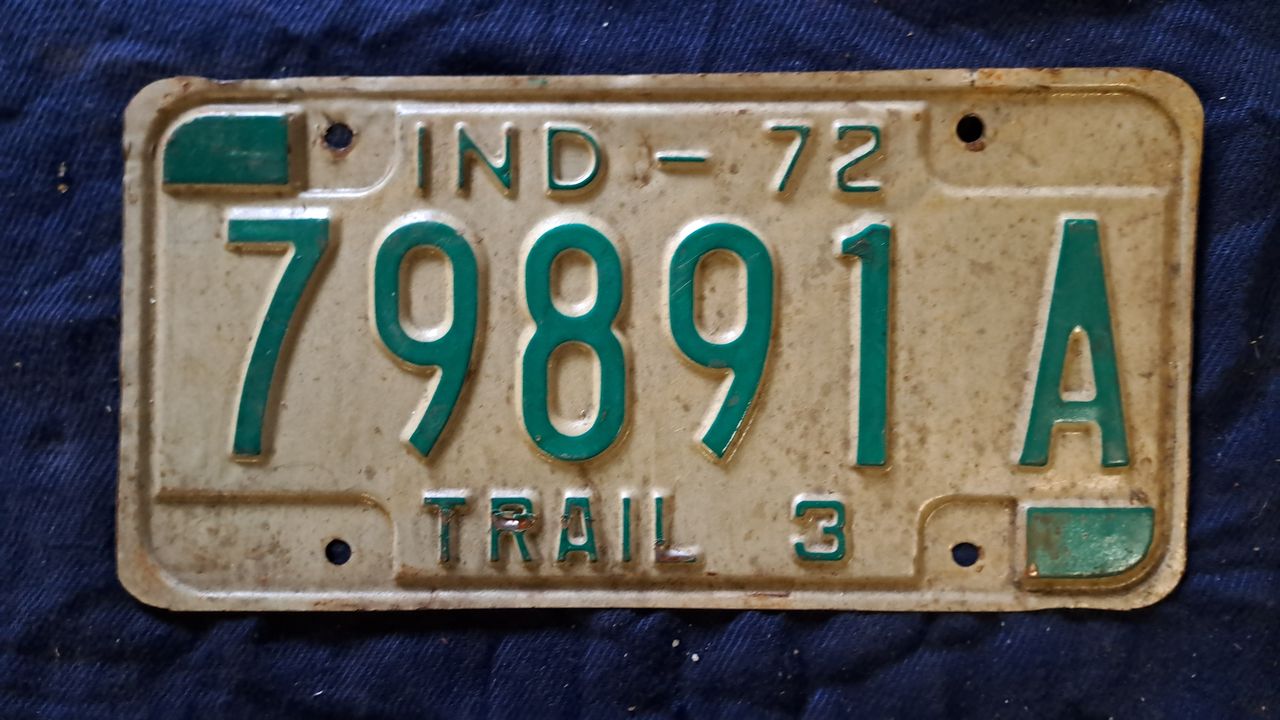 IND - 72
79891 A
TRAIL 3